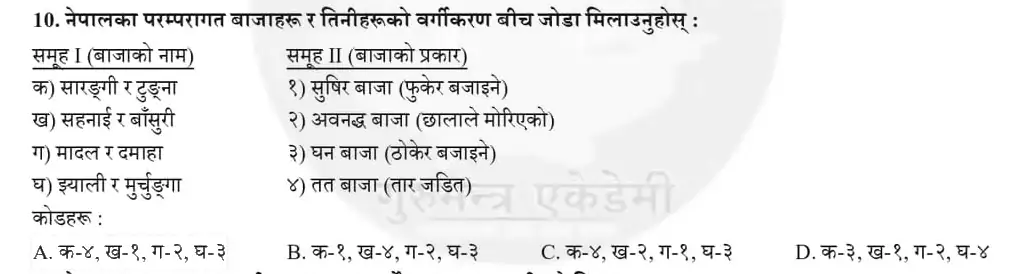 10. नेपालका परम्परागत बाजाहरू र तिनीहरूको वर्गीकरण बीच जोडा मिलाउनुहोस् :
समूह I (बाजाको नाम) समूह II (बाजाको प्रकार)
क) सारङ्गी र टुङ्ना १) सुषिर बाजा (फुकेर बजाइने)
ख) सहनाई र बाँसुरी २) अवनद्ध बाजा (छालाले मोरिएको)
ग) मादल र दमाहा ३) घन बाजा (ठोकेर बजाइने)
घ) झ्याली र मुर्चुङ्गा ४) तत बाजा (तार जडित)
गुरुमन्त्र एकेडेमी
कोडहरू :
A. क-४, ख-१, ग-२, घ-३ B. क-१, ख-४, ग-२, घ-३ C. क-४, ख-२, ग-१, घ-३ D. क-३, ख-१, ग-२, घ-४